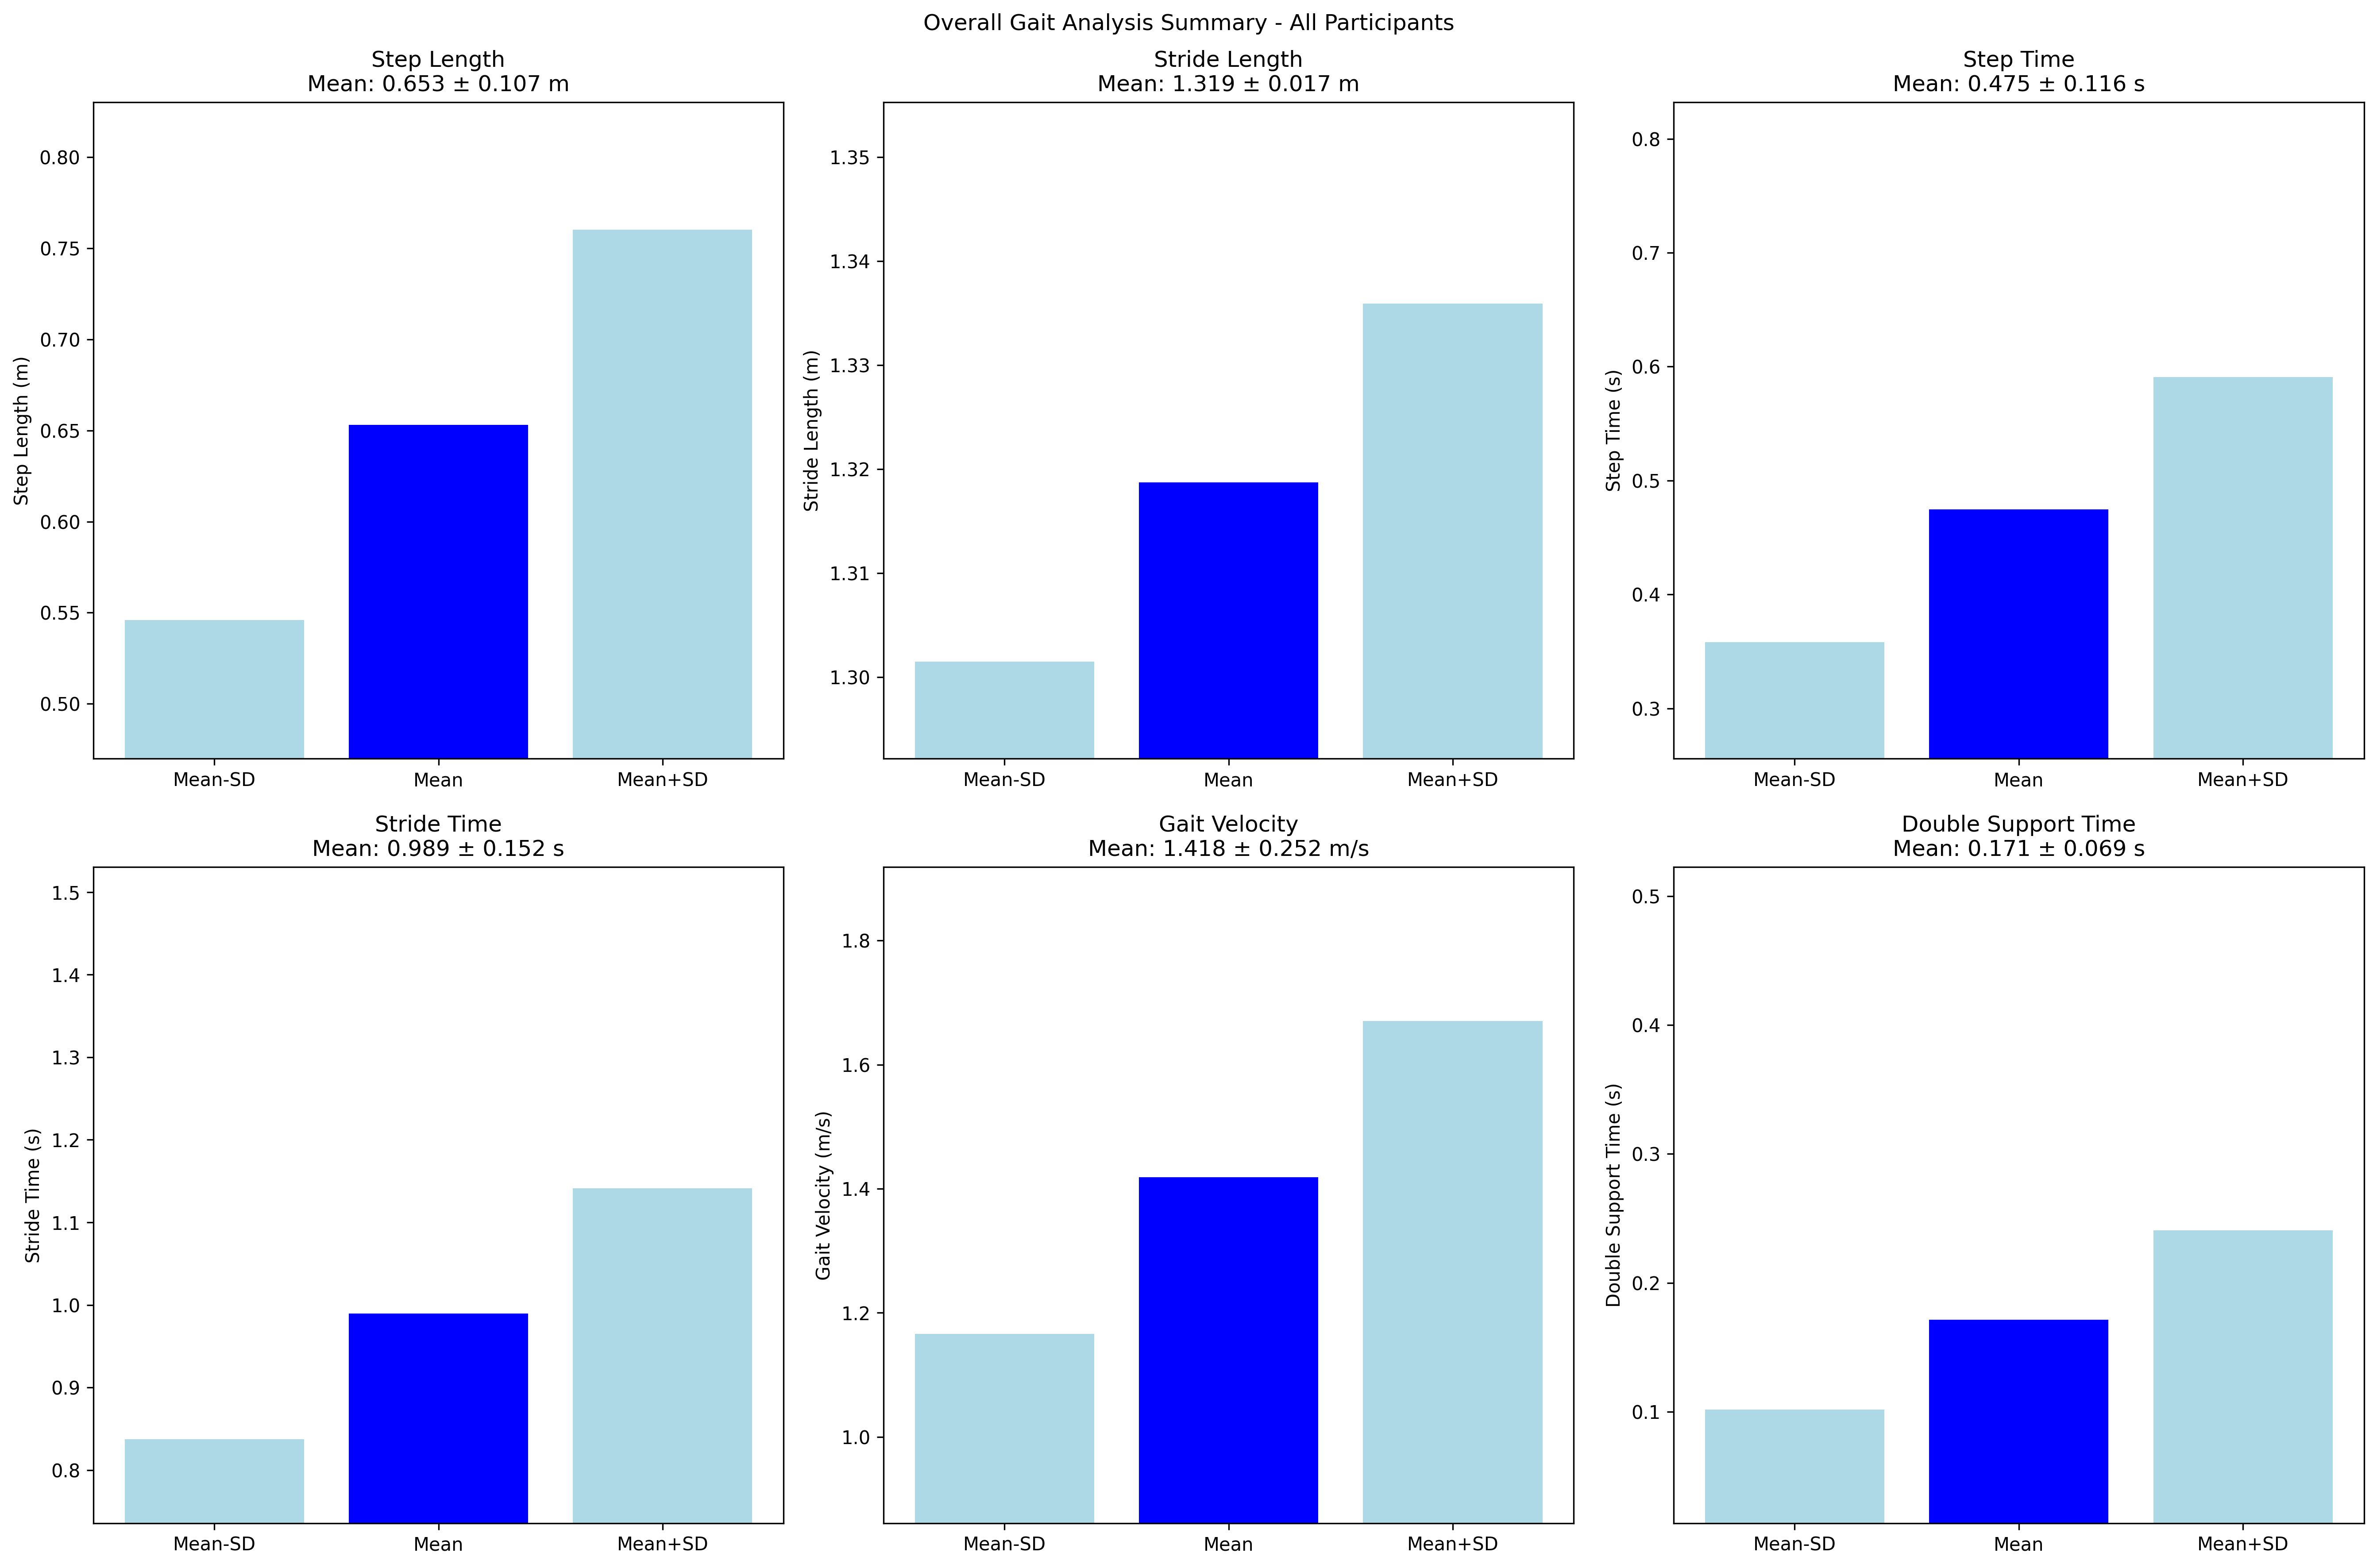 Overall Gait Analysis Summary - All Participants
Step Length
Mean: 0.653 ± 0.107 m
Step Length (m)
0.80
0.75
0.70
0.65
0.60
0.55
0.50
Mean-SD
Mean
Mean+SD
Stride Length
Mean: 1.319 ± 0.017 m
Stride Length (m)
1.35
1.34
1.33
1.32
1.31
1.30
Mean-SD
Mean
Mean+SD
Step Time
Mean: 0.475 ± 0.116 s
Step Time (s)
0.8
0.7
0.6
0.5
0.4
0.3
Mean-SD
Mean
Mean+SD
Stride Time
Mean: 0.989 ± 0.152 s
Stride Time (s)
1.5
1.4
1.3
1.2
1.1
1.0
0.9
0.8
Mean-SD
Mean
Mean+SD
Gait Velocity
Mean: 1.418 ± 0.252 m/s
Gait Velocity (m/s)
1.8
1.6
1.4
1.2
1.0
Mean-SD
Mean
Mean+SD
Double Support Time
Mean: 0.171 ± 0.069 s
Double Support Time (s)
0.5
0.4
0.3
0.2
0.1
Mean-SD
Mean
Mean+SD